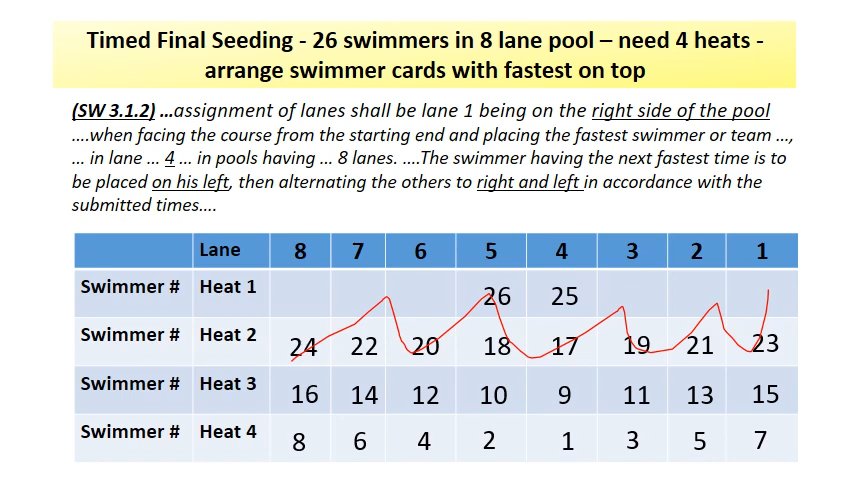 Timed Final Seeding - 26 swimmers in 8 lane pool – need 4 heats -
arrange swimmer cards with fastest on top
(SW 3.1.2) …assignment of lanes shall be lane 1 being on the right side of the pool
….when facing the course from the starting end and placing the fastest swimmer or team …,
… in lane … 4 … in pools having … 8 lanes. ….The swimmer having the next fastest time is to
be placed on his left, then alternating the others to right and left in accordance with the
submitted times….
Lane 8 7 6 5 4 3 2 1
Swimmer # Heat 1 26 25
Swimmer # Heat 2 24 22 20 18 17 19 21 23
Swimmer # Heat 3 16 14 12 10 9 11 13 15
Swimmer # Heat 4 8 6 4 2 1 3 5 7